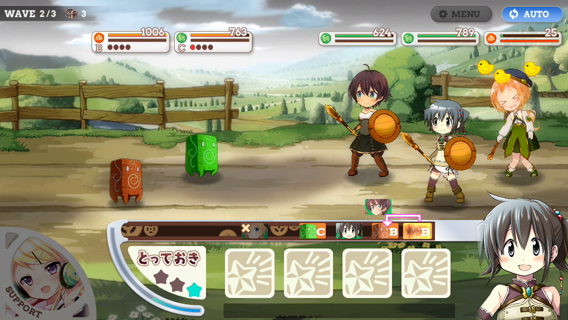 WAVE 2/3 3
MENU
AUTO
1006
B
763
C
624
789
25
C
B
B
とっておき
SUPPORT